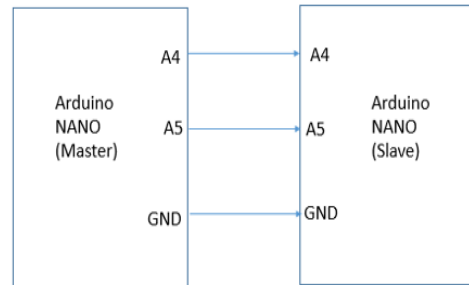 Arduino
NANO
(Master)
A4
A5
GND
A4
A5
GND
Arduino
NANO
(Slave)